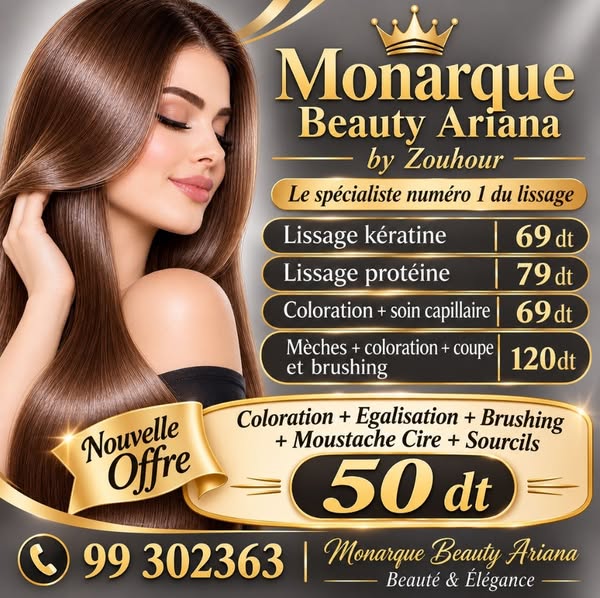 Monarque
Beauty Ariana
by Zouhour
Le spécialiste numéro 1 du lissage
Lissage kératine 69 dt
Lissage protéine 79 dt
Coloration + soin capillaire 69 dt
Mèches + coloration + coupe
et brushing 120 dt
Nouvelle
Offre
Coloration + Egalisation + Brushing
+ Moustache Cire + Sourcils
50 dt
99 302363
Monarque Beauty Ariana
Beauté & Élégance